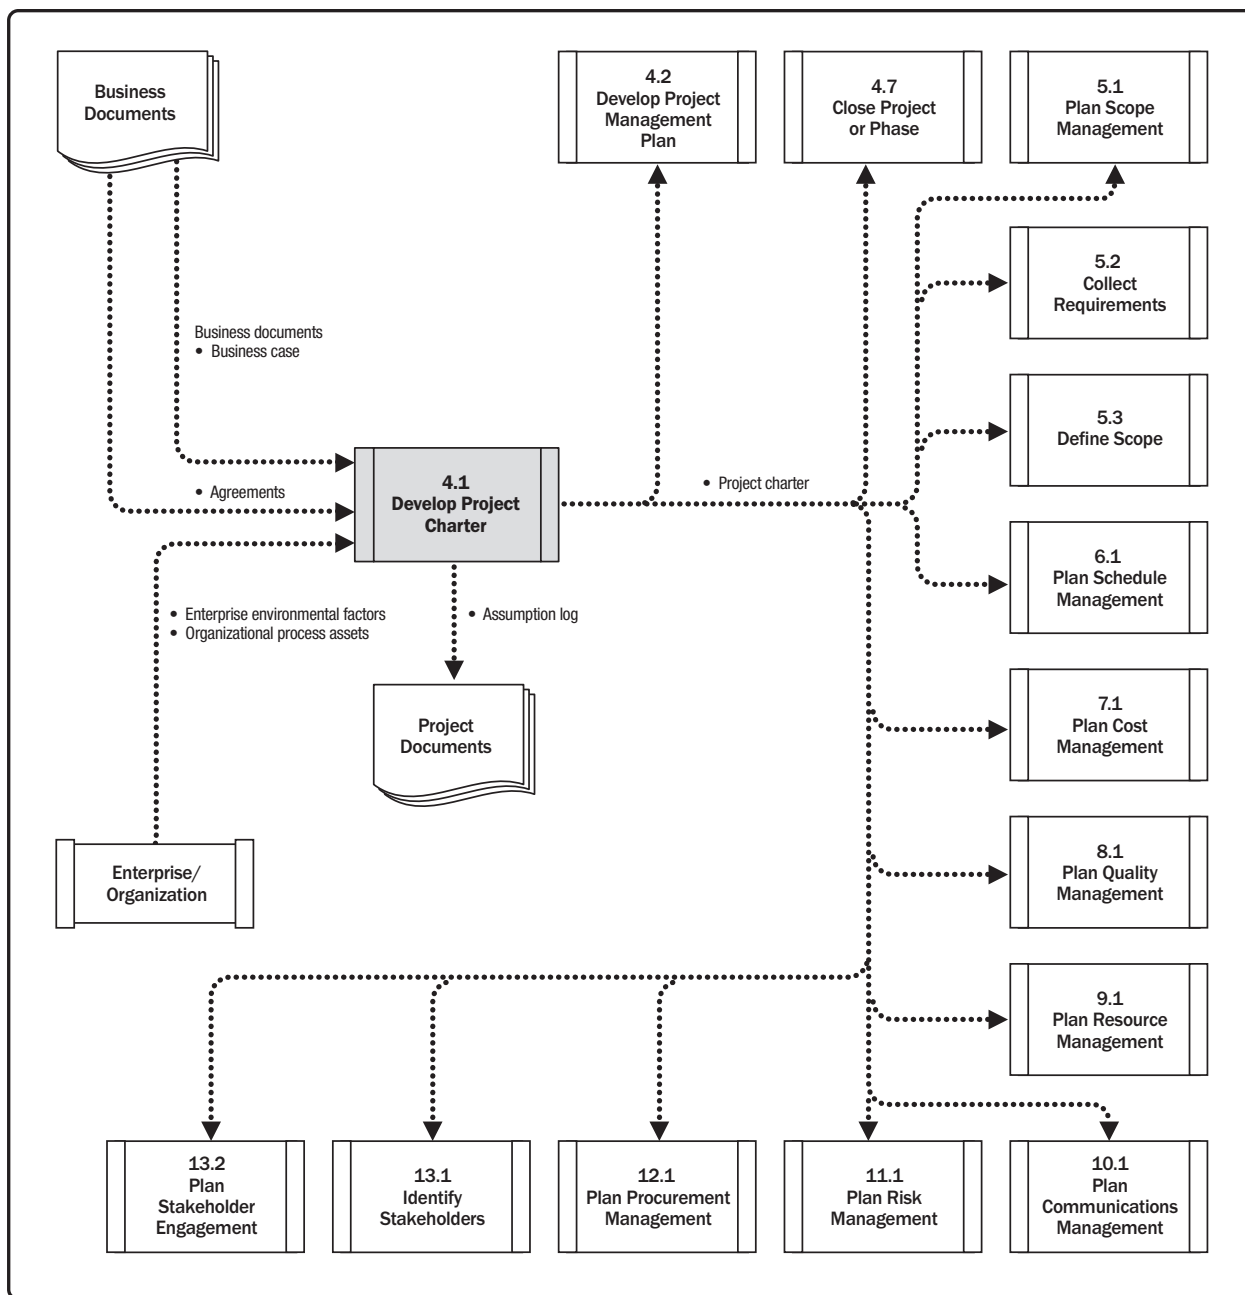 Business
Documents
4.2
Develop Project
Management
Plan
4.7
Close Project
or Phase
5.1
Plan Scope
Management
5.2
Collect
Requirements
Business documents
• Business case
5.3
Define Scope
4.1
Develop Project
Charter
• Agreements
• Project charter
6.1
Plan Schedule
Management
• Enterprise environmental factors
• Organizational process assets
• Assumption log
Project
Documents
7.1
Plan Cost
Management
8.1
Plan Quality
Management
Enterprise/
Organization
9.1
Plan Resource
Management
13.2
Plan
Stakeholder
Engagement
13.1
Identify
Stakeholders
12.1
Plan Procurement
Management
11.1
Plan Risk
Management
10.1
Plan
Communications
Management